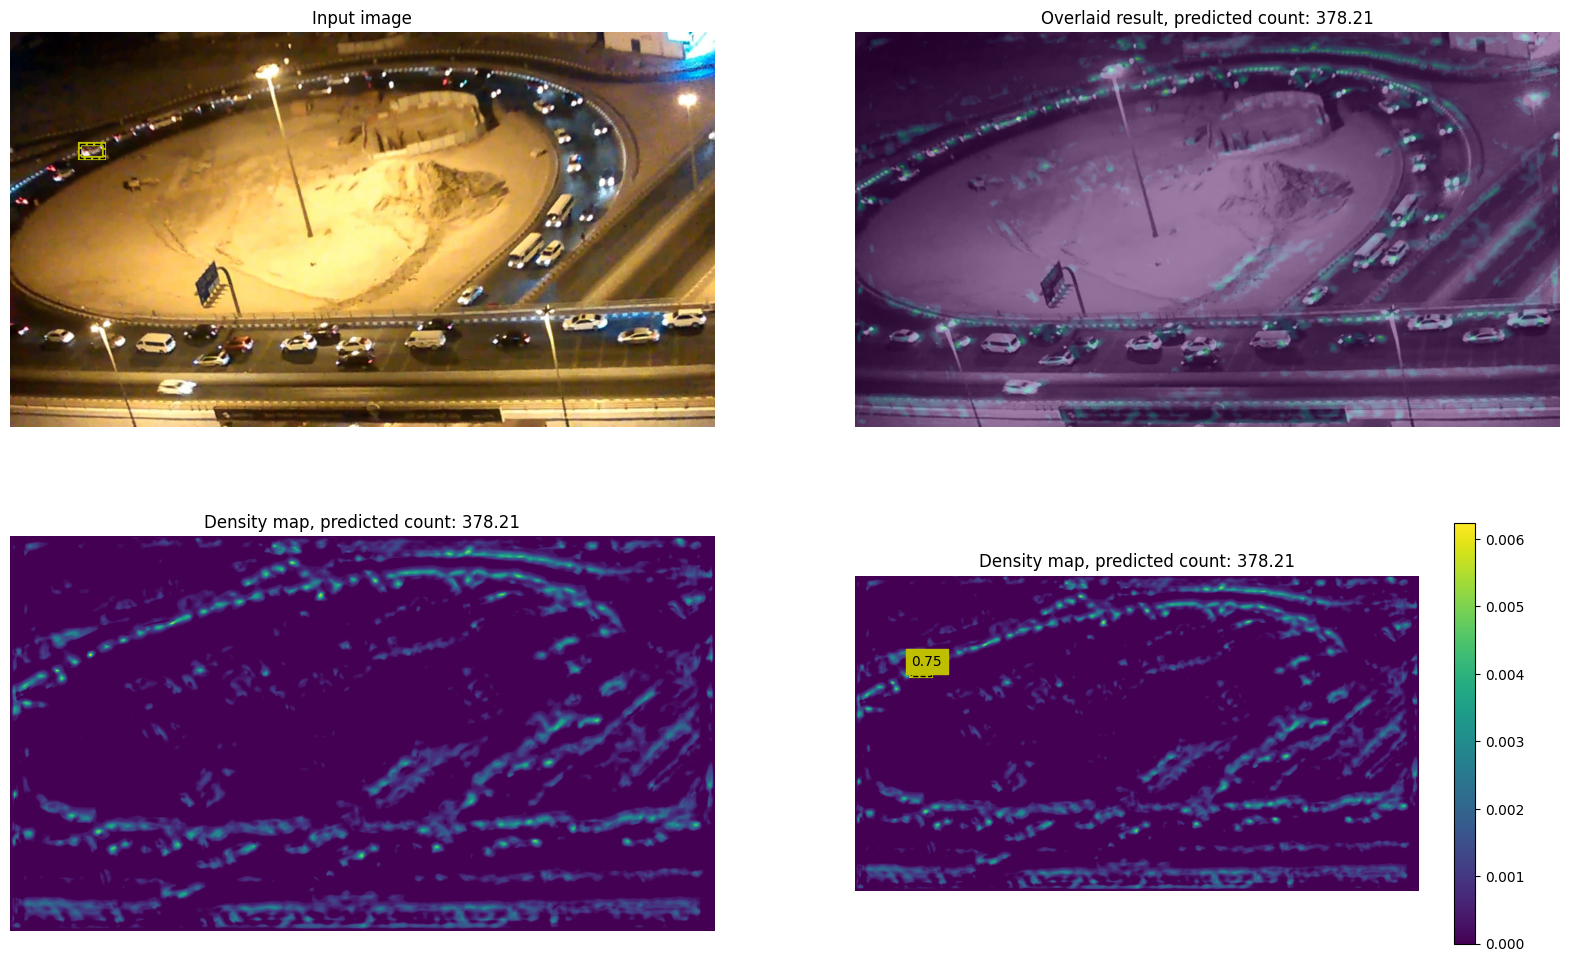 Input image
Overlaid result, predicted count: 378.21
Density map, predicted count: 378.21
Density map, predicted count: 378.21
0.75
0.006
0.005
0.004
0.003
0.002
0.001
0.000